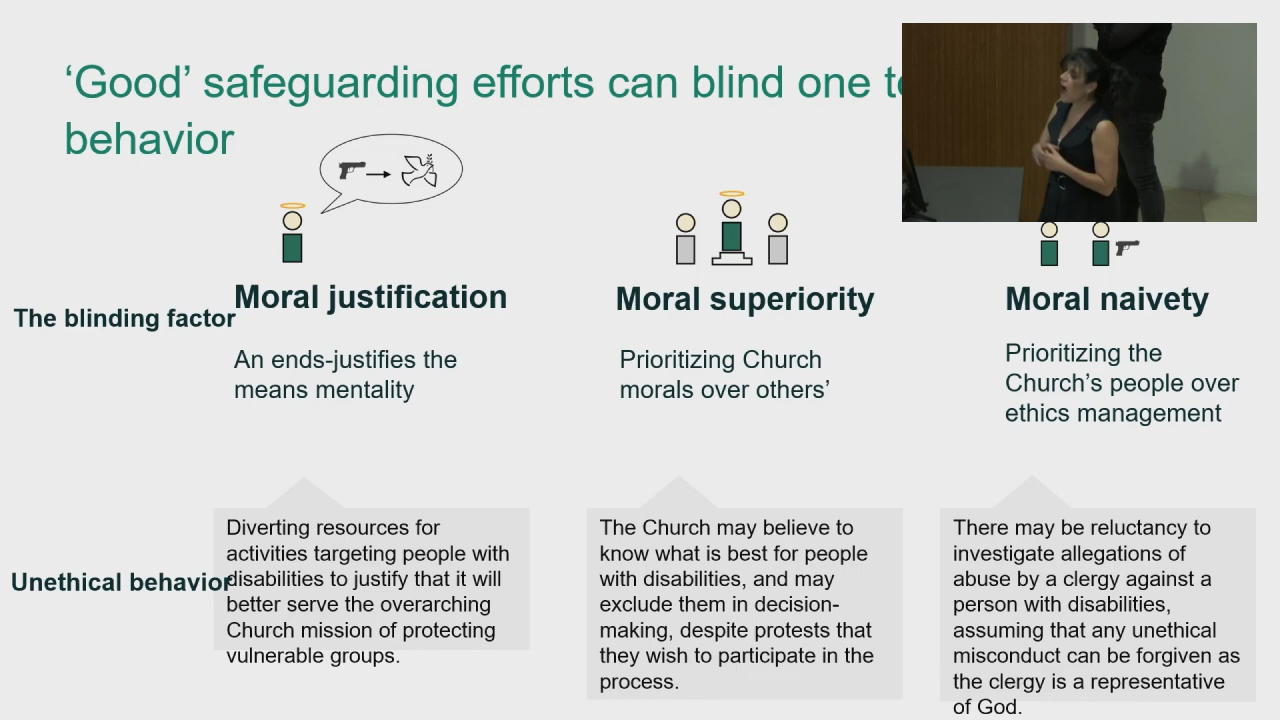 ‘Good’ safeguarding efforts can blind one
behavior
Moral justification
Moral superiority
Moral naivety
The blinding factor
An ends-justifies the
means mentality
Prioritizing Church
morals over others’
Prioritizing the
Church’s people over
ethics management
Unethical behavior
Diverting resources for
activities targeting people with
disabilities to justify that it will
better serve the overarching
Church mission of protecting
vulnerable groups.
The Church may believe to
know what is best for people
with disabilities, and may
exclude them in decision-
making, despite protests that
they wish to participate in the
process.
There may be reluctancy to
investigate allegations of
abuse by a clergy against a
person with disabilities,
assuming that any unethical
misconduct can be forgiven as
the clergy is a representative
of God.